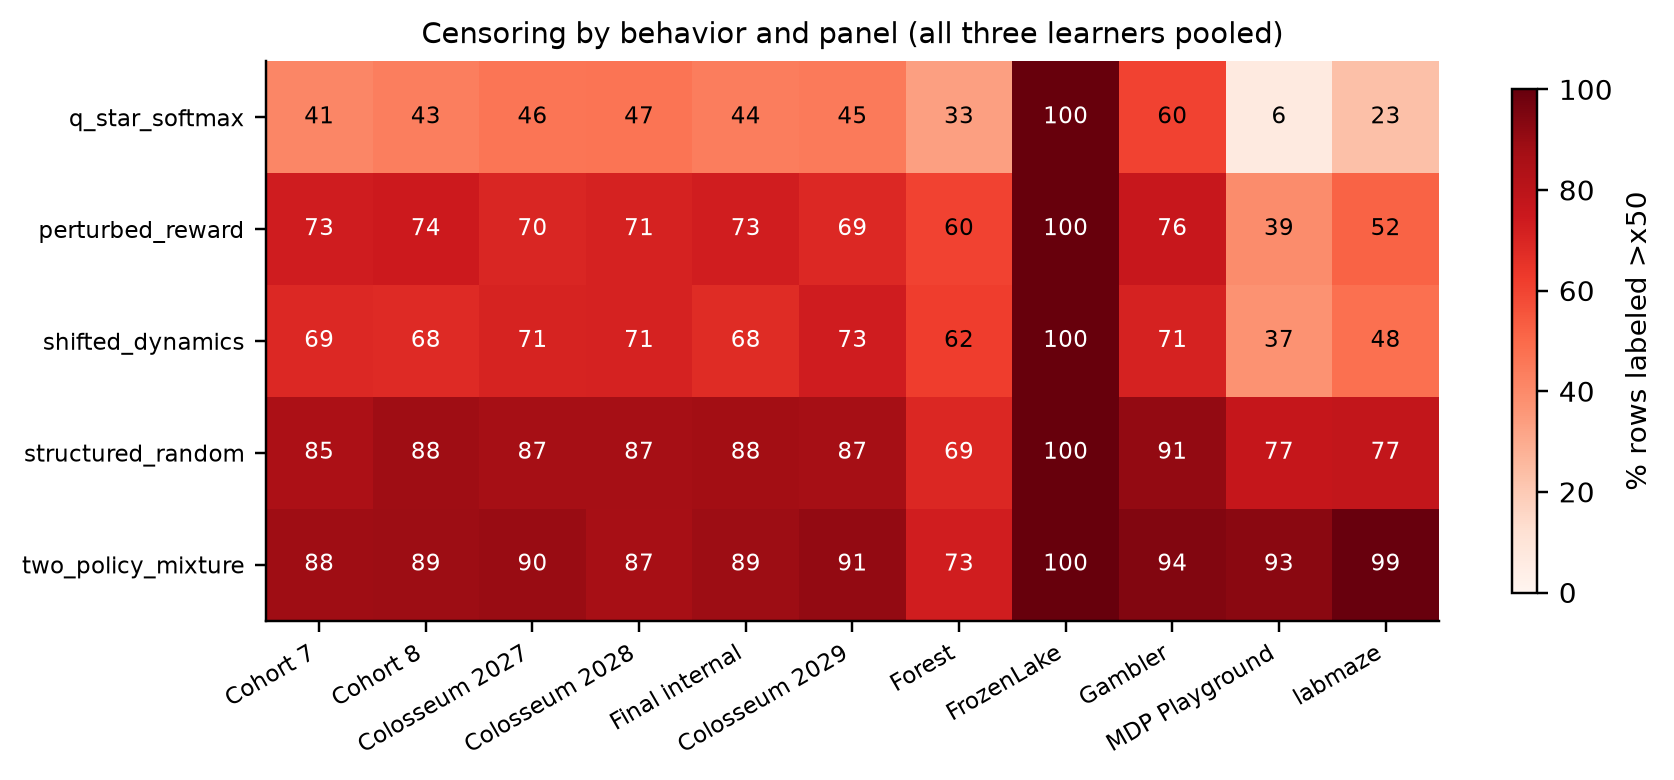 Censoring by behavior and panel (all three learners pooled)
q_star_softmax 41 43 46 47 44 45 33 100 60 6 23
perturbed_reward 73 74 70 71 73 69 60 100 76 39 52
shifted_dynamics 69 68 71 71 68 73 62 100 71 37 48
structured_random 85 88 87 87 88 87 69 100 91 77 77
two_policy_mixture 88 89 90 87 89 91 73 100 94 93 99
Cohort 7
Cohort 8
Colosseum 2027
Colosseum 2028
Final internal
Colosseum 2029
Forest
FrozenLake
Gambler
MDP Playground
labmaze
100
80
60
40
20
0
% rows labeled >x50